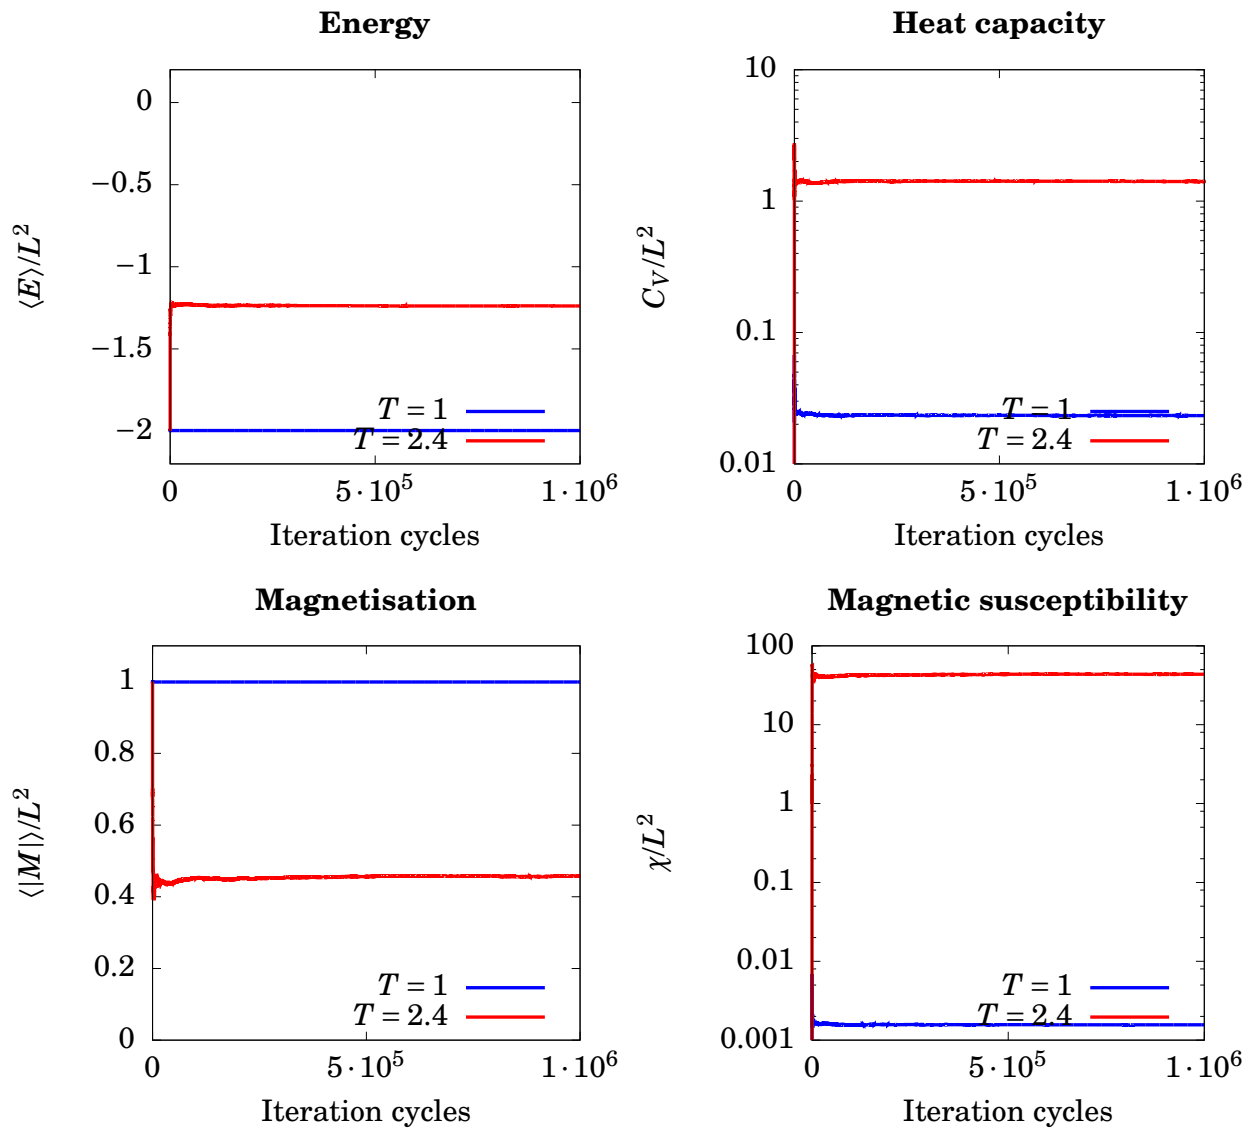 Energy
⟨E⟩/L²
0
−0.5
−1
−1.5
−2
T = 1
T = 2.4
0
5·10⁵
1·10⁶
Iteration cycles
Heat capacity
C_V/L²
10
1
0.1
0.01
T = 1
T = 2.4
0
5·10⁵
1·10⁶
Iteration cycles
Magnetisation
⟨|M|⟩/L²
1
0.8
0.6
0.4
0.2
0
T = 1
T = 2.4
0
5·10⁵
1·10⁶
Iteration cycles
Magnetic susceptibility
χ/L²
100
10
1
0.1
0.01
0.001
T = 1
T = 2.4
0
5·10⁵
1·10⁶
Iteration cycles